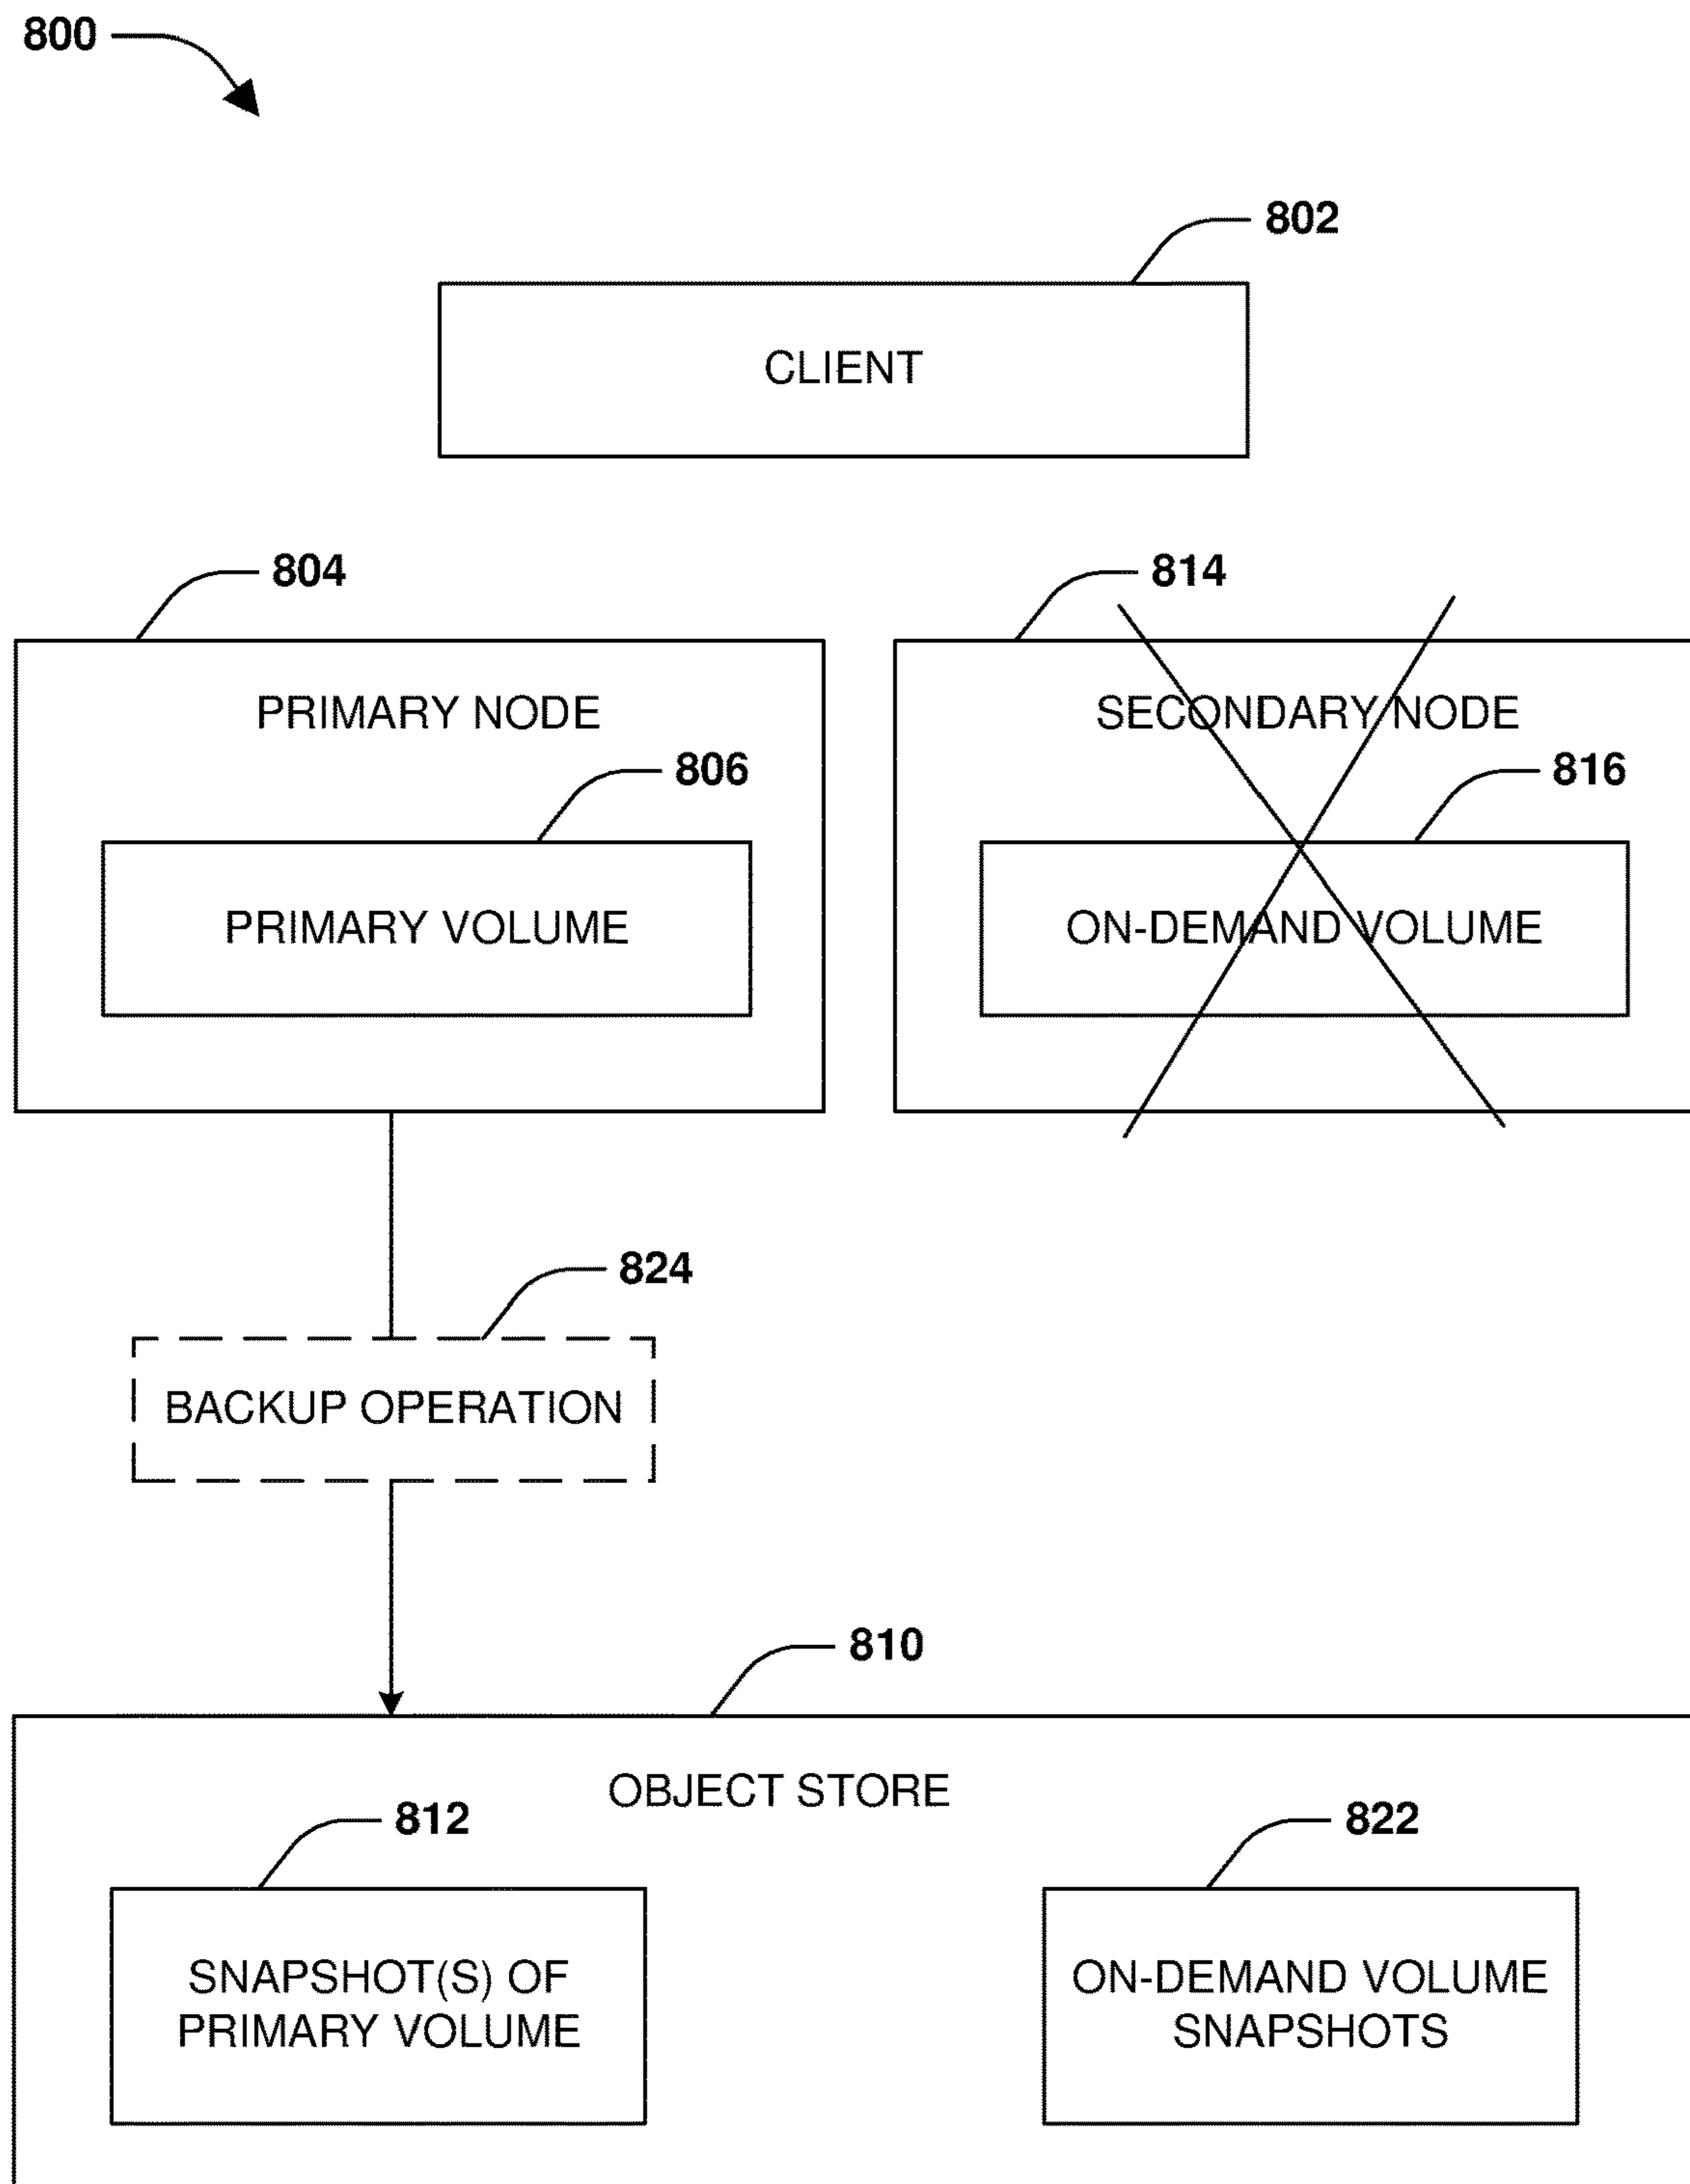 800
802
CLIENT
804
814
PRIMARY NODE
SECONDARY NODE
806
816
PRIMARY VOLUME
ON-DEMAND VOLUME
824
BACKUP OPERATION
810
OBJECT STORE
812
822
SNAPSHOT(S) OF
PRIMARY VOLUME
ON-DEMAND VOLUME
SNAPSHOTS